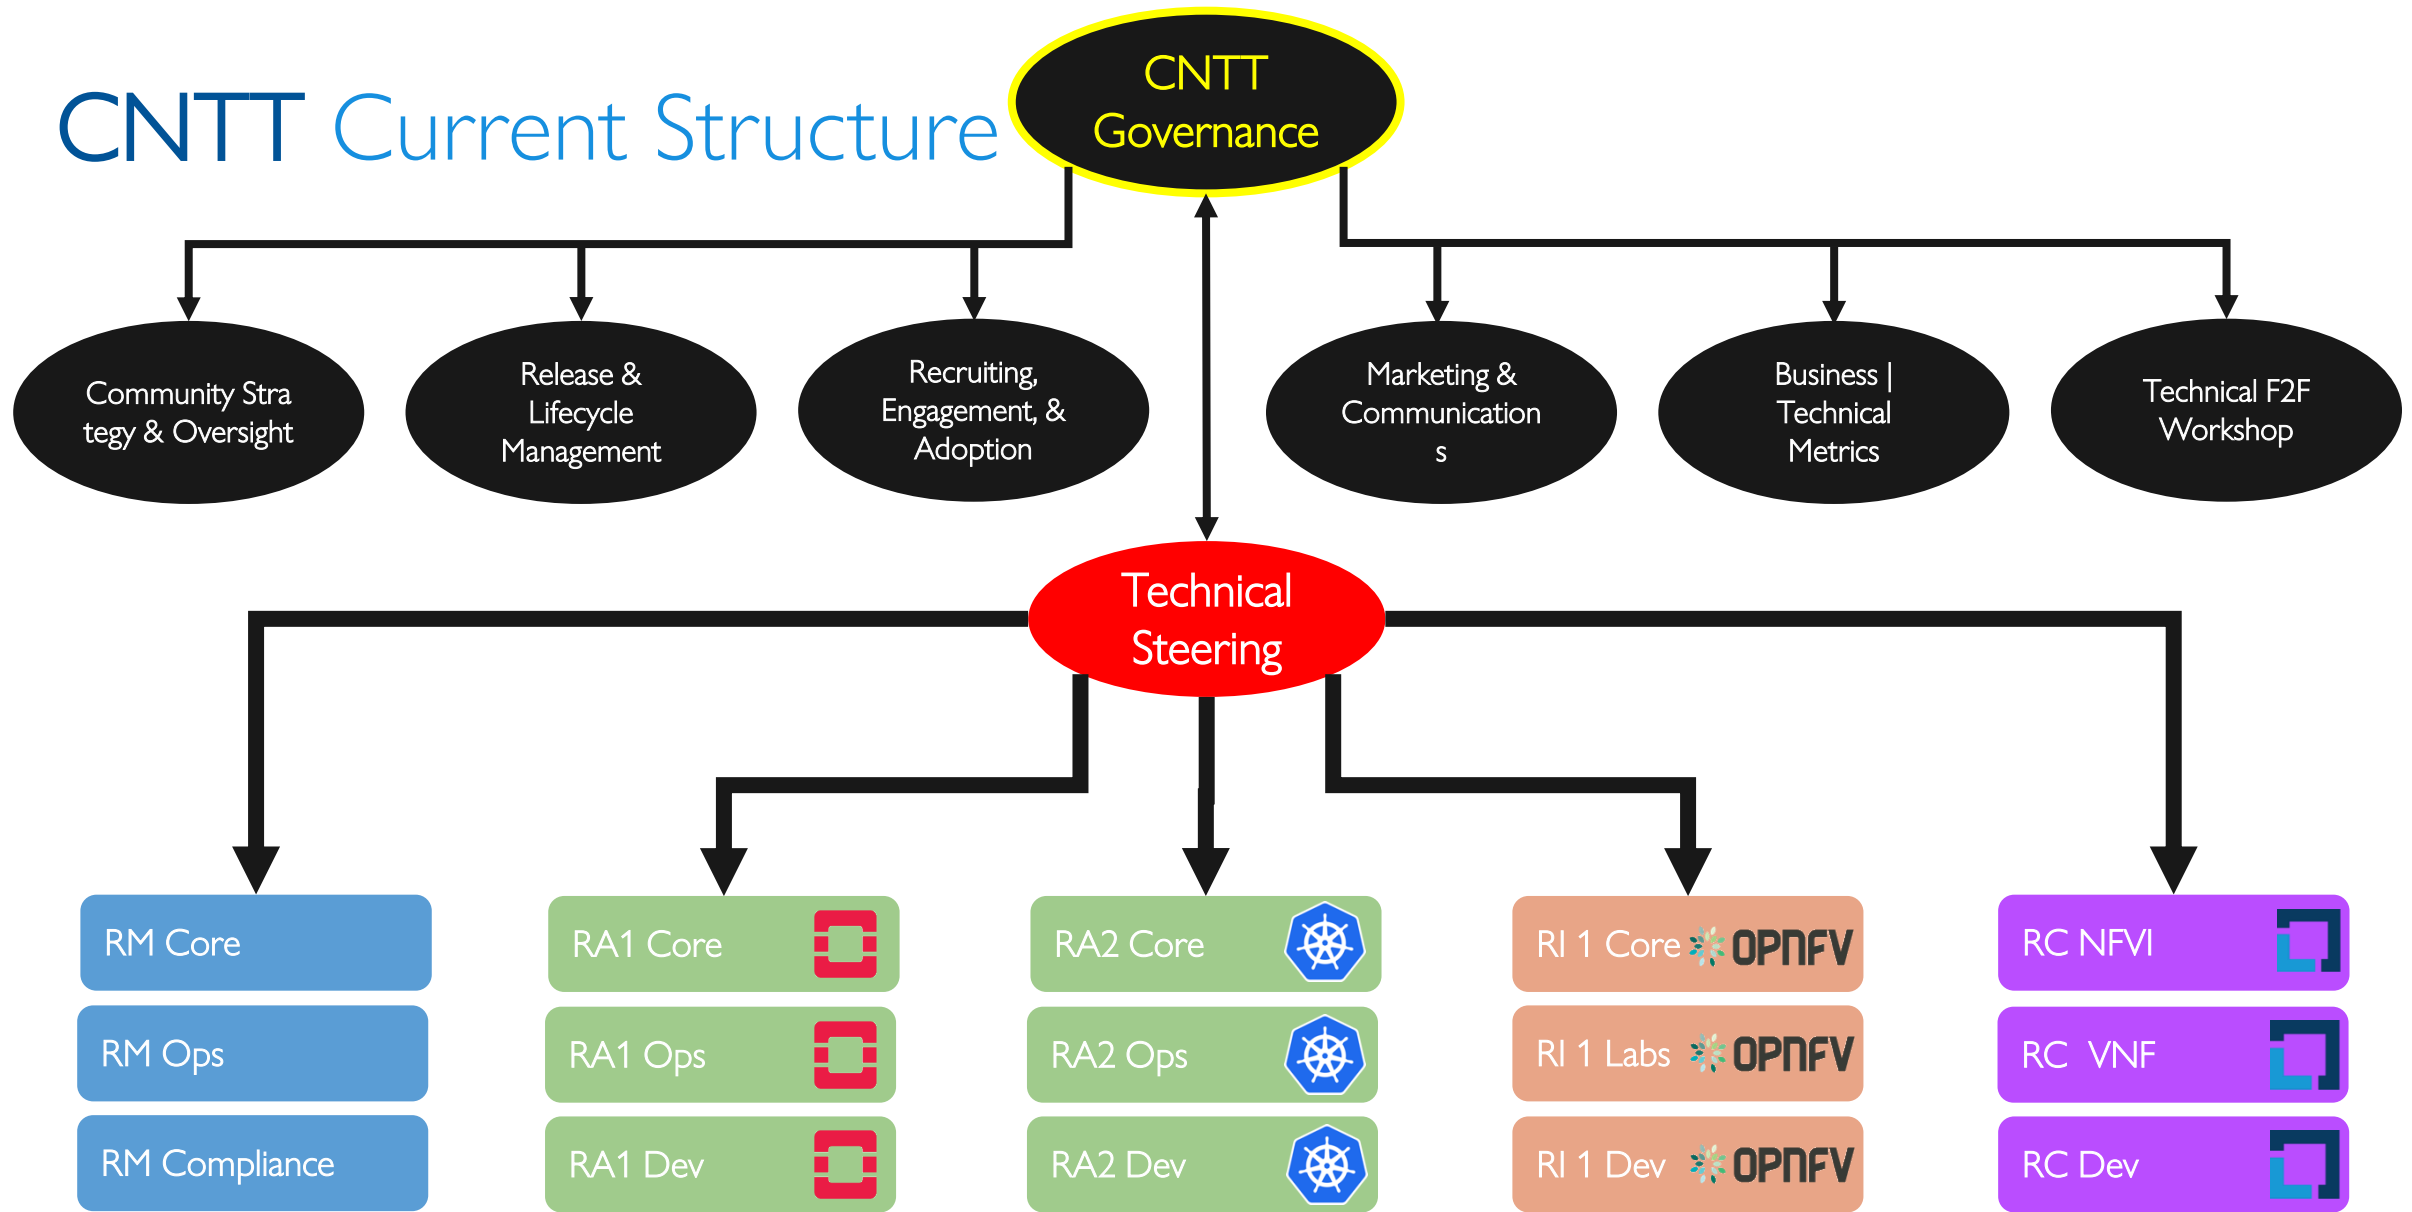 CNTT Current Structure
CNTT
Governance
Community Stra
tegy & Oversight
Release &
Lifecycle
Management
Recruiting,
Engagement, &
Adoption
Marketing &
Communication
s
Business |
Technical
Metrics
Technical F2F
Workshop
Technical
Steering
RM Core
RA1 Core
RA2 Core
RI 1 Core OPNFV
RC NFVI
RM Ops
RA1 Ops
RA2 Ops
RI 1 Labs OPNFV
RC VNF
RM Compliance
RA1 Dev
RA2 Dev
RI 1 Dev OPNFV
RC Dev